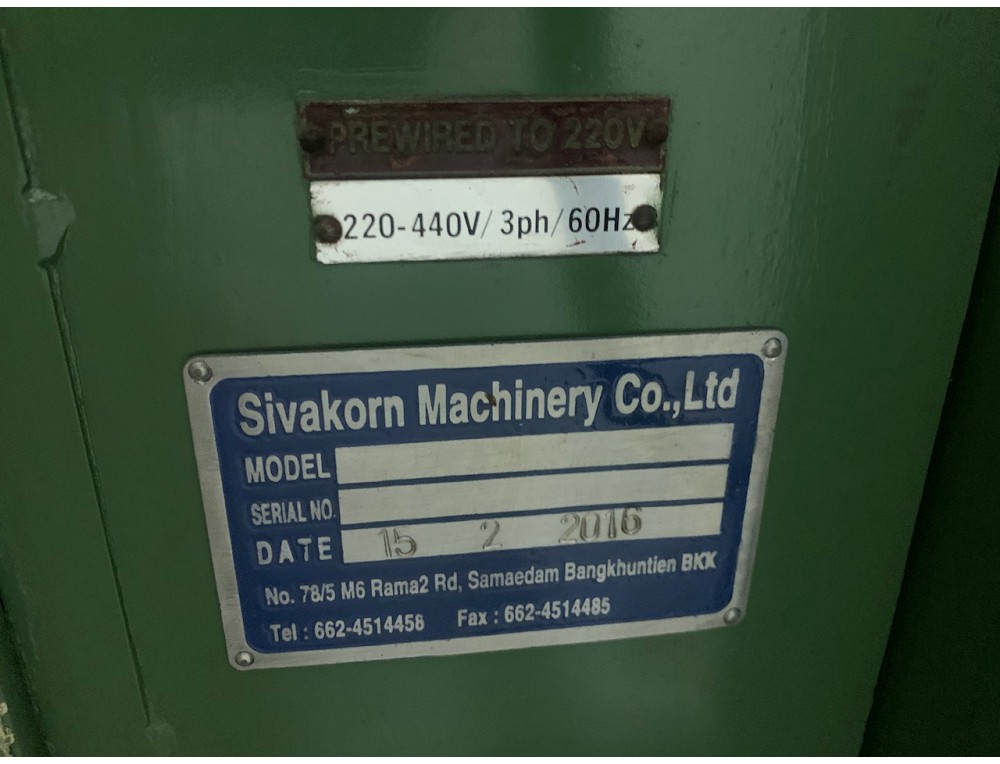 PREWIRED TO 220V
220-440V/3ph/60Hz
Sivakorn Machinery Co.,Ltd
MODEL
SERIAL NO.
DATE 15 2 2016
No. 78/5 M6 Rama2 Rd, Samaedam Bangkhuntien BKK
Tel : 662-4514458 Fax : 662-4514485